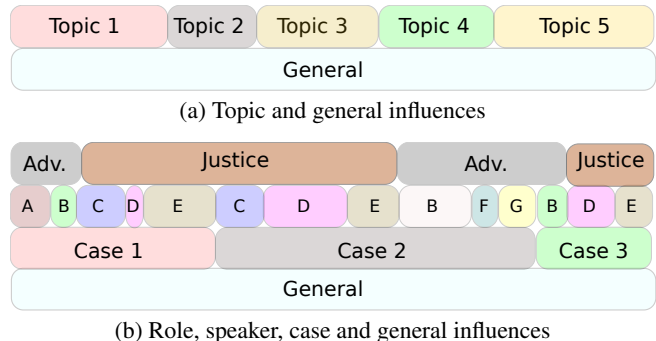 Topic 1 Topic 2 Topic 3 Topic 4 Topic 5
General
(a) Topic and general influences
Adv. Justice Adv. Justice
A B C D E C D E B F G B D E
Case 1 Case 2 Case 3
General
(b) Role, speaker, case and general influences